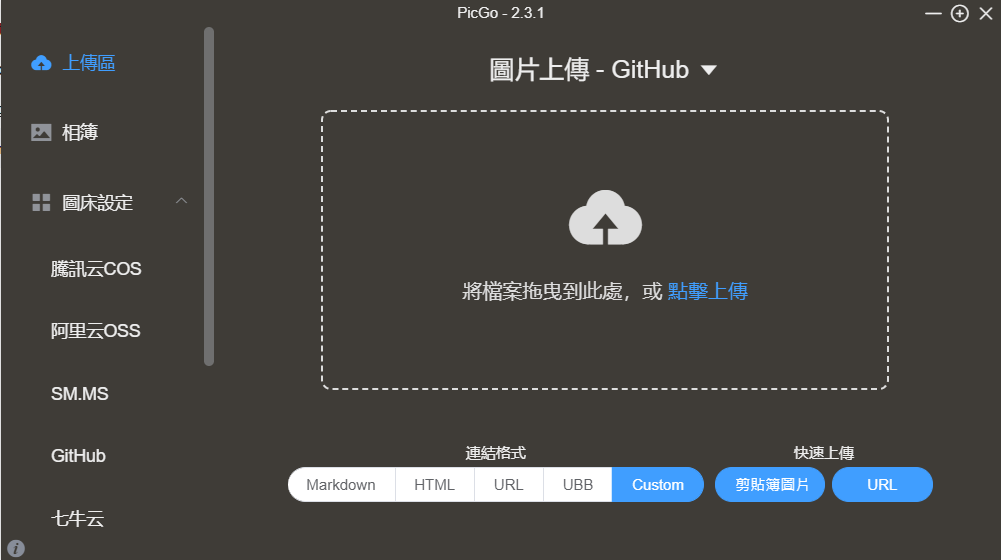 PicGo - 2.3.1
上傳區
相簿
圖床設定
騰訊云COS
阿里云OSS
SM.MS
GitHub
七牛云
圖片上傳 - GitHub
將檔案拖曳到此處，或 點擊上傳
連結格式
Markdown HTML URL UBB Custom
快速上傳
剪貼簿圖片 URL